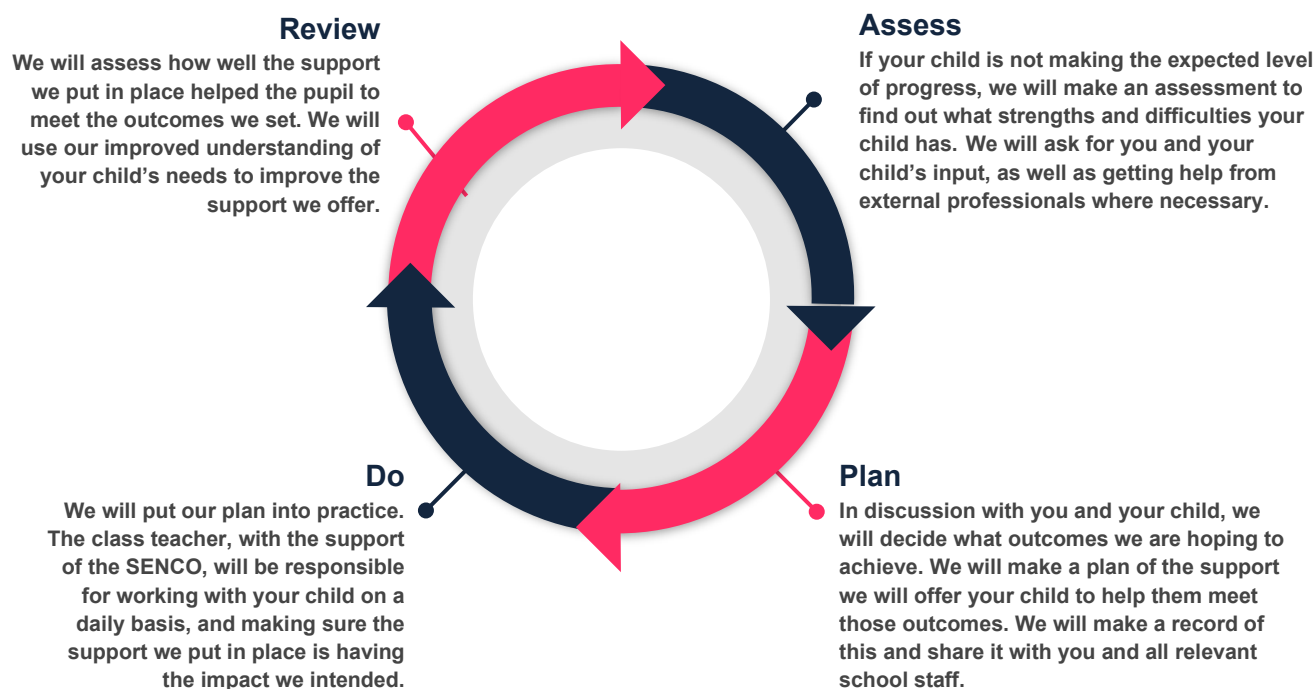 Review
We will assess how well the support
we put in place helped the pupil to
meet the outcomes we set. We will
use our improved understanding of
your child’s needs to improve the
support we offer.
Assess
If your child is not making the expected level
of progress, we will make an assessment to
find out what strengths and difficulties your
child has. We will ask for you and your
child’s input, as well as getting help from
external professionals where necessary.
Do
We will put our plan into practice.
The class teacher, with the support
of the SENCO, will be responsible
for working with your child on a
daily basis, and making sure the
support we put in place is having
the impact we intended.
Plan
In discussion with you and your child, we
will decide what outcomes we are hoping to
achieve. We will make a plan of the support
we will offer your child to help them meet
those outcomes. We will make a record of
this and share it with you and all relevant
school staff.